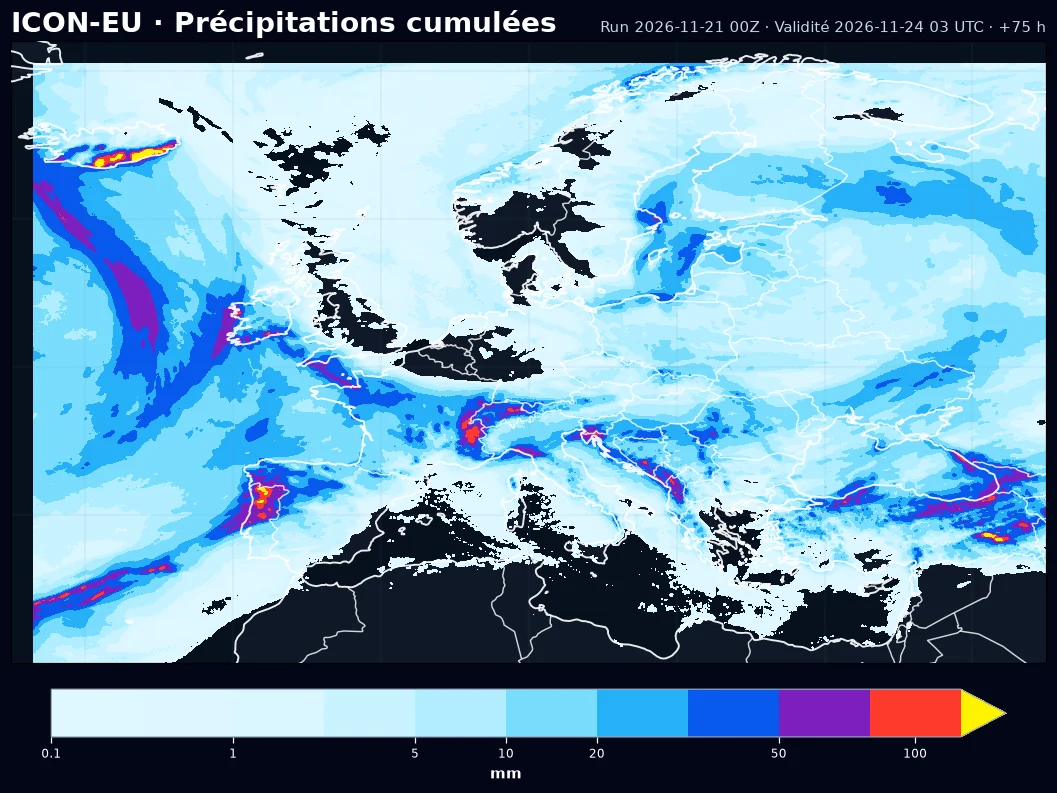 ICON-EU · Précipitations cumulées
Run 2026-11-21 00Z · Validité 2026-11-24 03 UTC · +75 h
0.1 1 5 10 20 50 100
mm